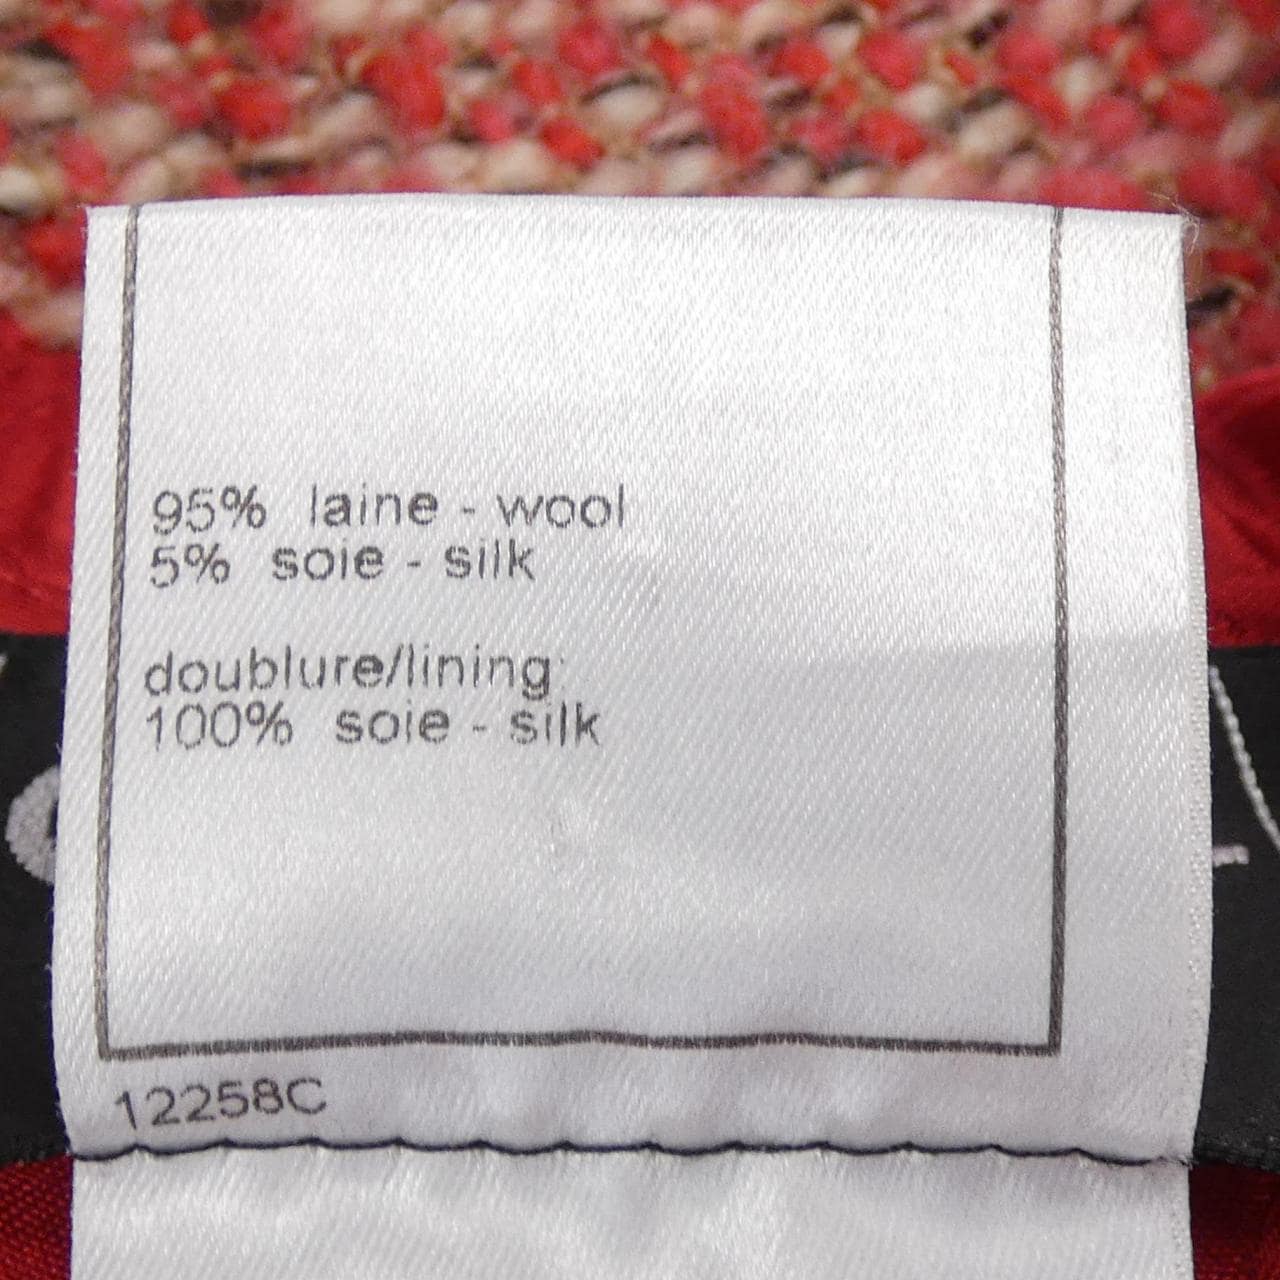 95% laine - wool
5% soie - silk
doublure/lining:
100% soie - silk
12258C